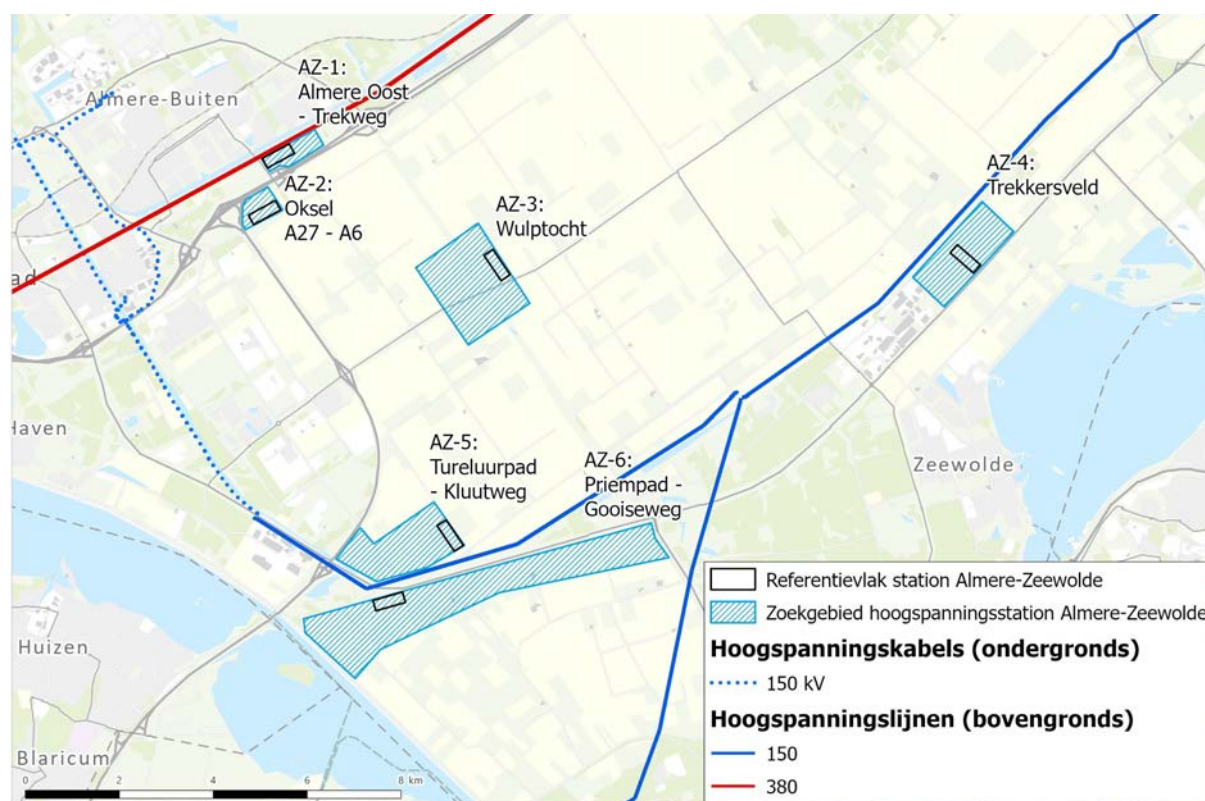 AZ-1:
Almere Oost
- Trekweg
Almere-Buiten
AZ-2:
Oksel
A27 - A6
AZ-3:
Wulptocht
AZ-4:
Trekkersveld
ad
Haven
AZ-5:
Tureluurpad
- Kluutweg
AZ-6:
Priempad -
Gooiseweg
Zeewolde
Huizen
Blaricum
Referentievlak station Almere-Zeewolde
Zoekgebied hoogspanningsstation Almere-Zeewolde
Hoogspanningskabels (ondergronds)
150 kV
Hoogspanningslijnen (bovengronds)
150
380
0 2 4 6 8 km